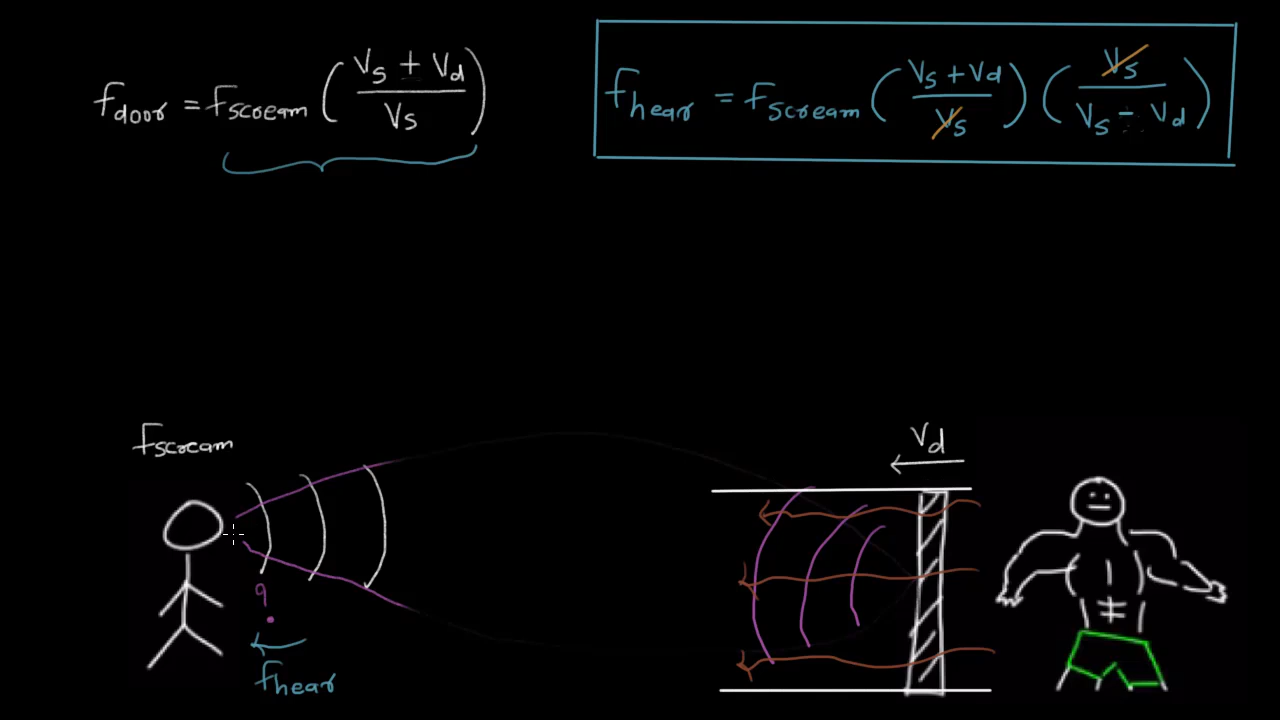 f_door = f_scream ( (V_s + V_d) / V_s )
f_hear = f_scream ( (V_s + V_d) / V_s ) ( V_s / (V_s - V_d) )
f_scream
V_d
?
f_hear